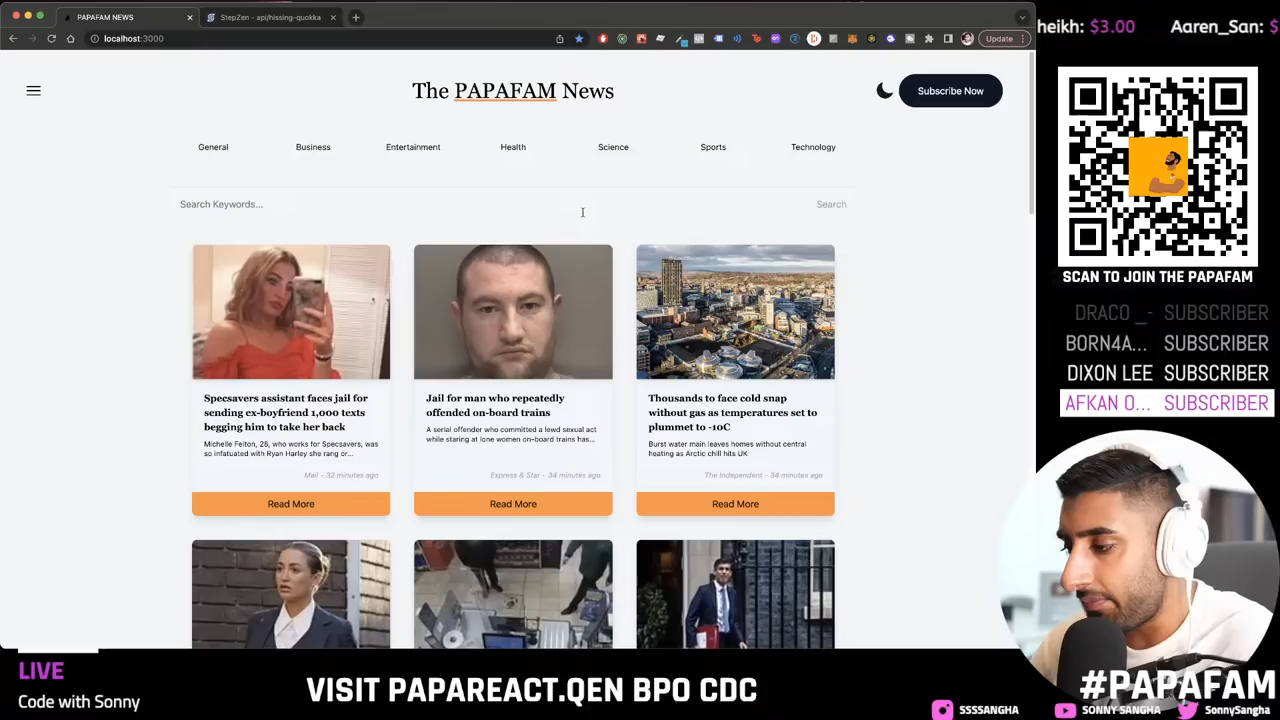 PAPAFAM NEWS
StepZen - api/hissing-quokka
localhost:3000
Update
The PAPAFAM News
Subscribe Now
General
Business
Entertainment
Health
Science
Sports
Technology
Search Keywords...
Search
Specsavers assistant faces jail for
sending ex-boyfriend 1,000 texts
begging him to take her back
Michelle Felton, 28, who works for Specsavers, was
so infatuated with Ryan Harley she rang or...
Mail - 32 minutes ago
Read More
Jail for man who repeatedly
offended on-board trains
A serial offender who committed a lewd sexual act
while staring at lone women on-board trains has...
Express & Star - 34 minutes ago
Read More
Thousands to face cold snap
without gas as temperatures set to
plummet to -10C
Burst water main leaves homes without central
heating as Arctic chill hits UK
The Independent - 34 minutes ago
Read More
heikh: $3.00
Aaren_San: $
SCAN TO JOIN THE PAPAFAM
DRACO _- SUBSCRIBER
BORN4A... SUBSCRIBER
DIXON LEE SUBSCRIBER
AFKAN O... SUBSCRIBER
LIVE
Code with Sonny
VISIT PAPAREACT.QEN BPO CDC
#PAPAFAM
SSSSANGHA
SONNY SANGHA
SonnySangha